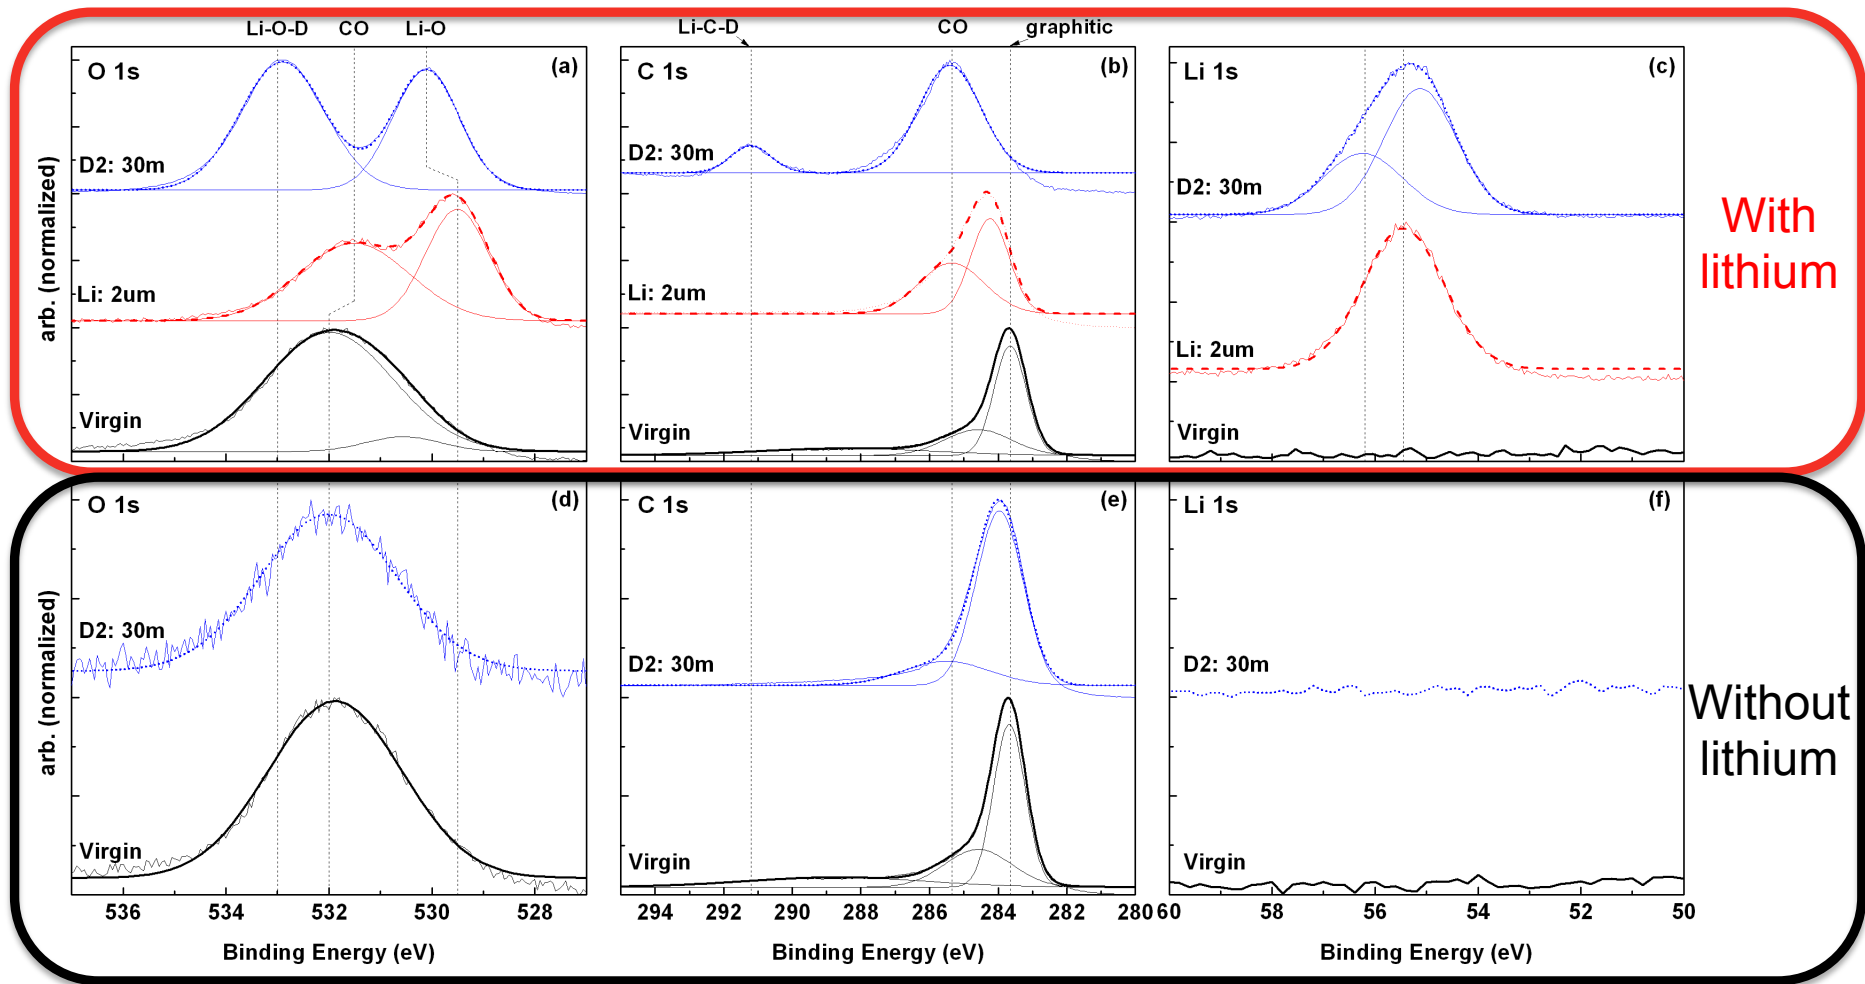 Li-O-D CO Li-O Li-C-D CO graphitic
O 1s (a) C 1s (b) Li 1s (c)
D2: 30m D2: 30m D2: 30m
Li: 2um Li: 2um Li: 2um
Virgin Virgin Virgin
arb. (normalized)
With
lithium
O 1s (d) C 1s (e) Li 1s (f)
D2: 30m D2: 30m D2: 30m
Virgin Virgin Virgin
arb. (normalized)
Without
lithium
536 534 532 530 528 294 292 290 288 286 284 282 280 60 58 56 54 52 50
Binding Energy (eV) Binding Energy (eV) Binding Energy (eV)